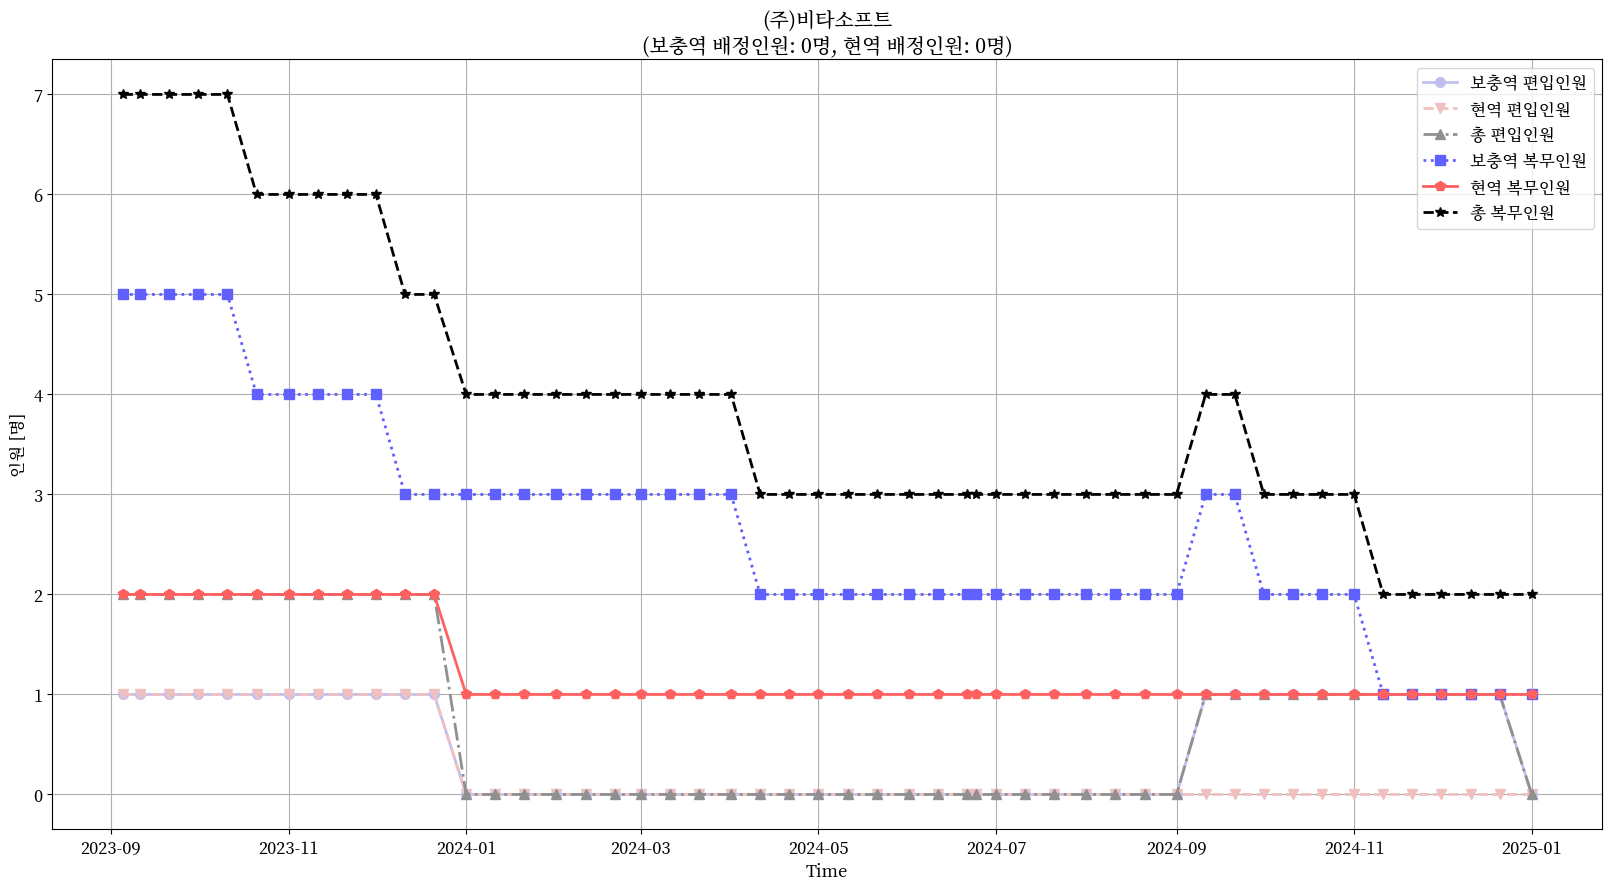 (주)비타소프트
(보충역 배정인원: 0명, 현역 배정인원: 0명)
보충역 편입인원
현역 편입인원
총 편입인원
보충역 복무인원
현역 복무인원
총 복무인원
인원 [명]
7
6
5
4
3
2
1
0
2023-09 2023-11 2024-01 2024-03 2024-05 2024-07 2024-09 2024-11 2025-01
Time